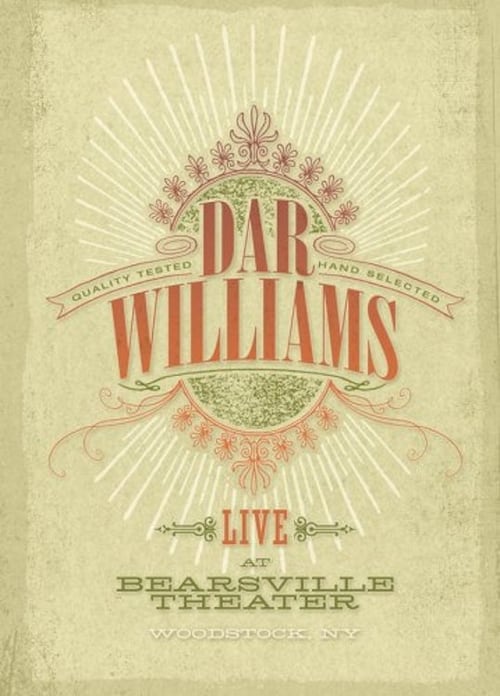 DAR
QUALITY TESTED HAND SELECTED
WILLIAMS
LIVE
AT
BEARSVILLE
THEATER
WOODSTOCK, NY